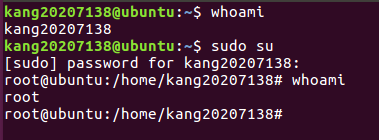 kang20207138@ubuntu:~$ whoami
kang20207138
kang20207138@ubuntu:~$ sudo su
[sudo] password for kang20207138:
root@ubuntu:/home/kang20207138# whoami
root
root@ubuntu:/home/kang20207138#